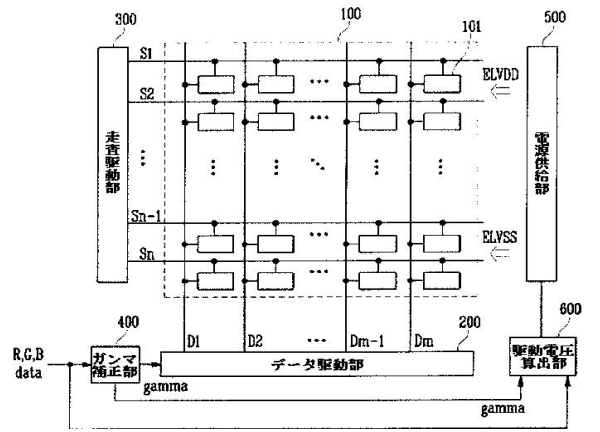 300
100
500
S1
101
ELVDD
S2
走査駆動部
電源供給部
Sn-1
ELVSS
Sn
600
400
D1
D2
Dm-1
Dm
200
R,G,B
data
ガンマ
補正部
データ駆動部
駆動電圧
算出部
gamma
gamma